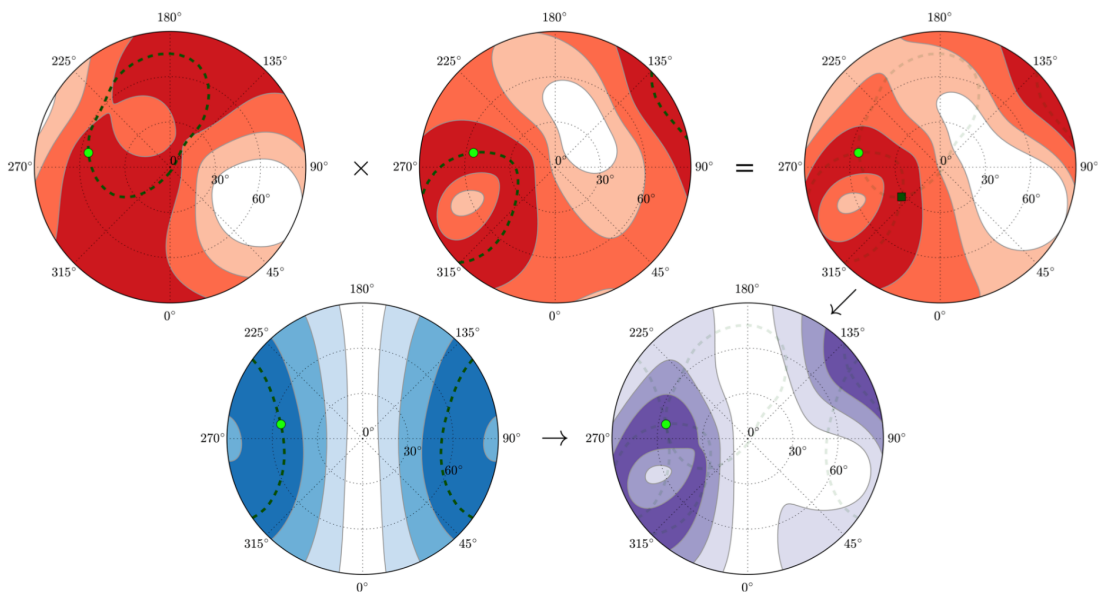 180° 180° 180°
225° 135° 225° 135° 225° 135°
270° 0° 90° × 270° 0° 90° = 270° 0° 90°
30° 30° 30°
60° 60° 60°
315° 45° 315° 45° 315° 45°
0° 0° 0°
180° 180°
225° 135° 225° 135°
270° 0° 90° → 270° 0° 90°
30° 30°
60° 60°
315° 45° 315° 45°
0° 0°